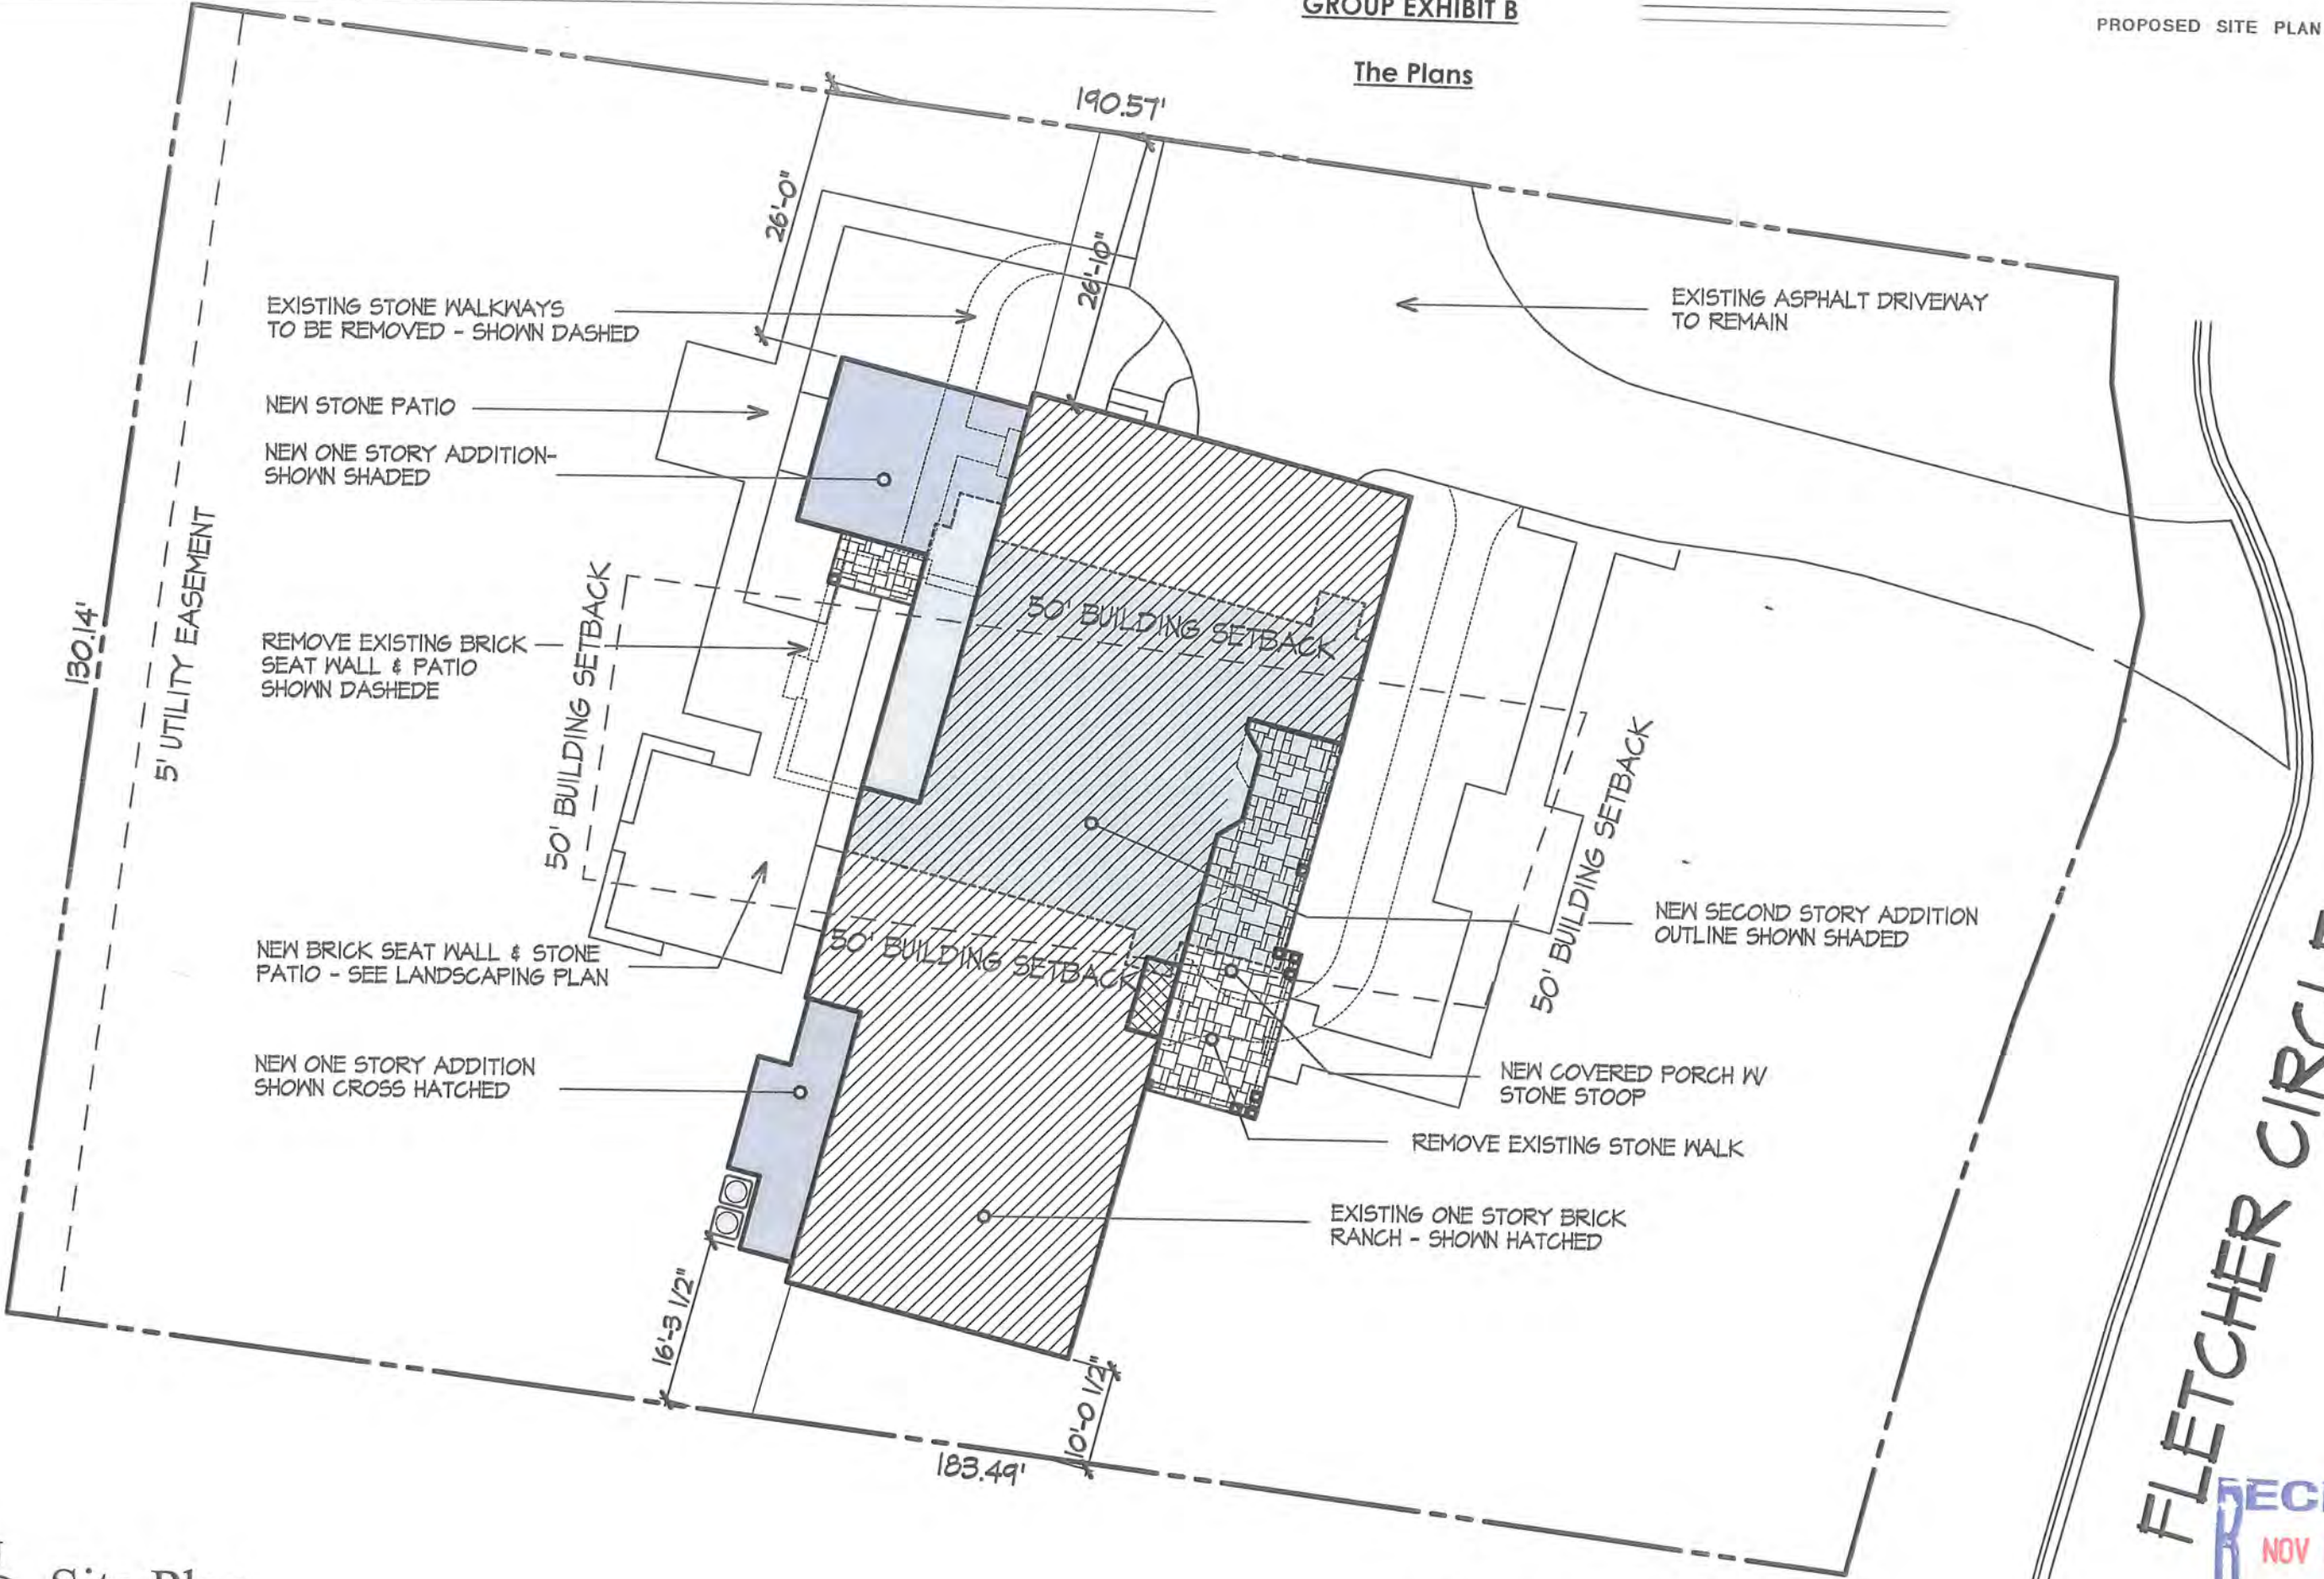 GROUP EXHIBIT B
PROPOSED SITE PLAN
The Plans
190.57'
26'-0"
26'-10"
EXISTING STONE WALKWAYS
TO BE REMOVED - SHOWN DASHED
EXISTING ASPHALT DRIVEWAY
TO REMAIN
NEW STONE PATIO
NEW ONE STORY ADDITION-
SHOWN SHADED
130.14'
5' UTILITY EASEMENT
50' BUILDING SETBACK
50' BUILDING SETBACK
REMOVE EXISTING BRICK
SEAT WALL & PATIO
SHOWN DASHEDE
50' BUILDING SETBACK
NEW SECOND STORY ADDITION
OUTLINE SHOWN SHADED
50' BUILDING SETBACK
NEW BRICK SEAT WALL & STONE
PATIO - SEE LANDSCAPING PLAN
NEW ONE STORY ADDITION
SHOWN CROSS HATCHED
NEW COVERED PORCH W/
STONE STOOP
REMOVE EXISTING STONE WALK
EXISTING ONE STORY BRICK
RANCH - SHOWN HATCHED
16'-3 1/2"
10'-0 1/2"
183.49'
FLETCHER CIRCLE
NOV